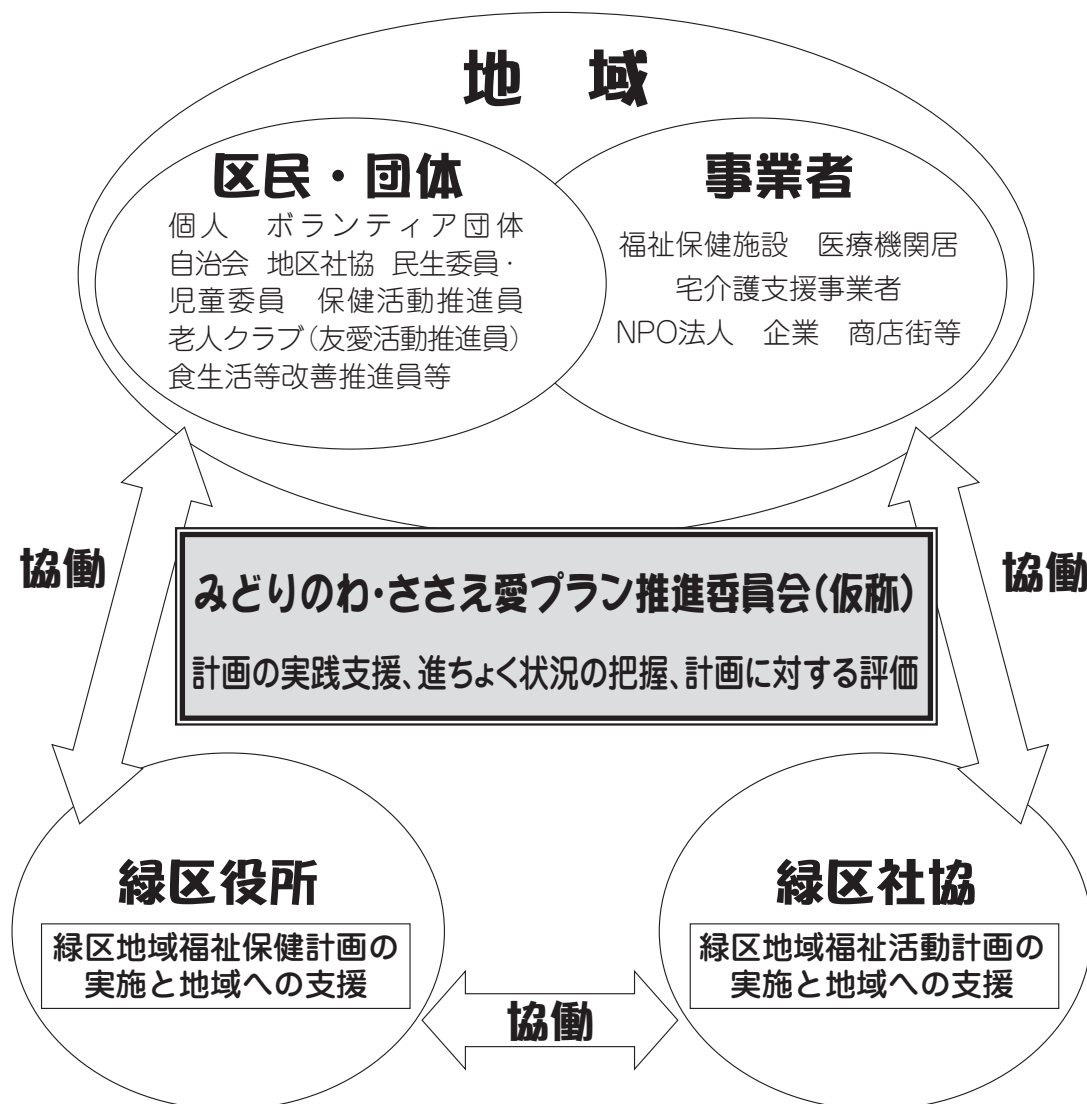 地　域
区民・団体
個人　ボランティア団体
自治会　地区社協　民生委員・
児童委員　保健活動推進員
老人クラブ(友愛活動推進員)
食生活等改善推進員等
事業者
福祉保健施設　医療機関居
宅介護支援事業者
NPO法人　企業　商店街等
協働
協働
みどりのわ・ささえ愛プラン推進委員会(仮称)
計画の実践支援、進ちょく状況の把握、計画に対する評価
緑区役所
緑区地域福祉保健計画の
実施と地域への支援
協働
緑区社協
緑区地域福祉活動計画の
実施と地域への支援